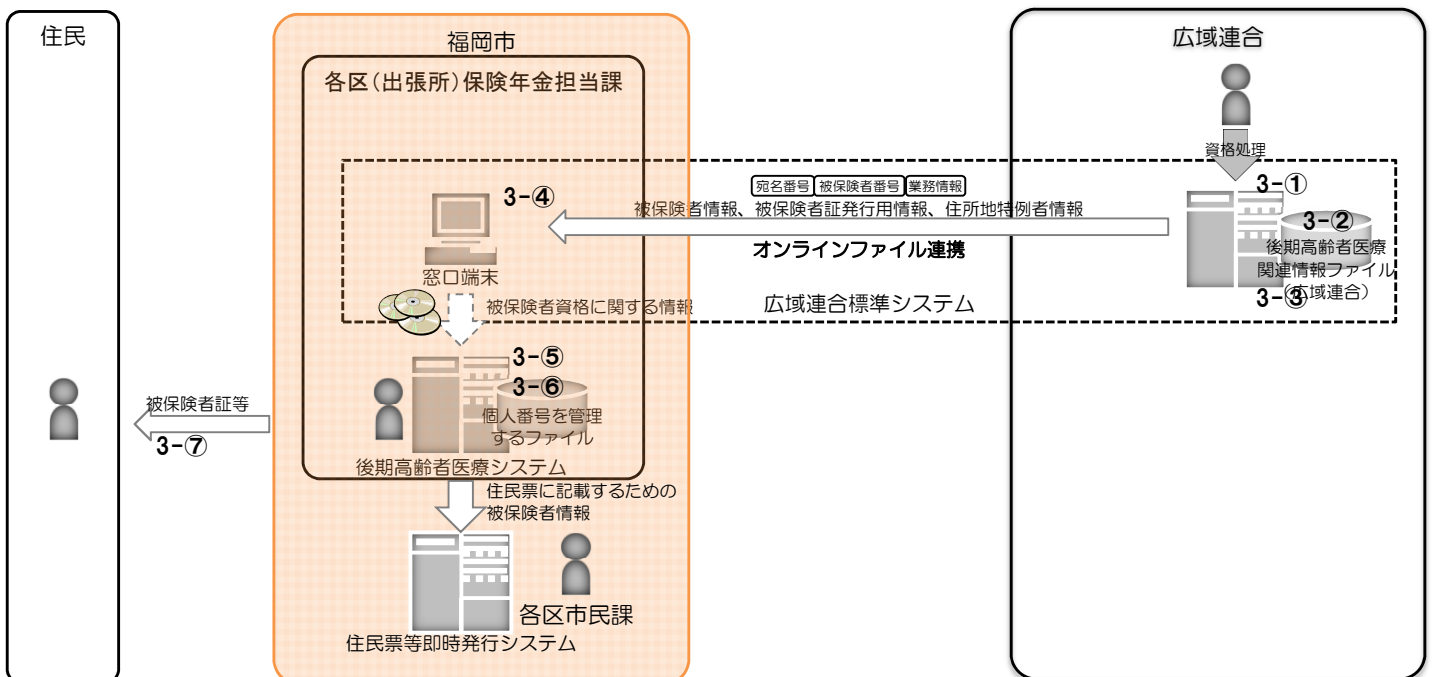 住民
福岡市
各区（出張所）保険年金担当課
広域連合
資格処理
宛名番号 被保険者番号 業務情報
被保険者情報、被保険者証発行用情報、住所地特例者情報
オンラインファイル連携
3-①
3-②
後期高齢者医療
関連情報ファイル
（広域連合）
3-③
3-④
窓口端末
被保険者資格に関する情報
広域連合標準システム
3-⑤
3-⑥
個人番号を管理
するファイル
後期高齢者医療システム
被保険者証等
3-⑦
住民票に記載するための
被保険者情報
各区市民課
住民票等即時発行システム